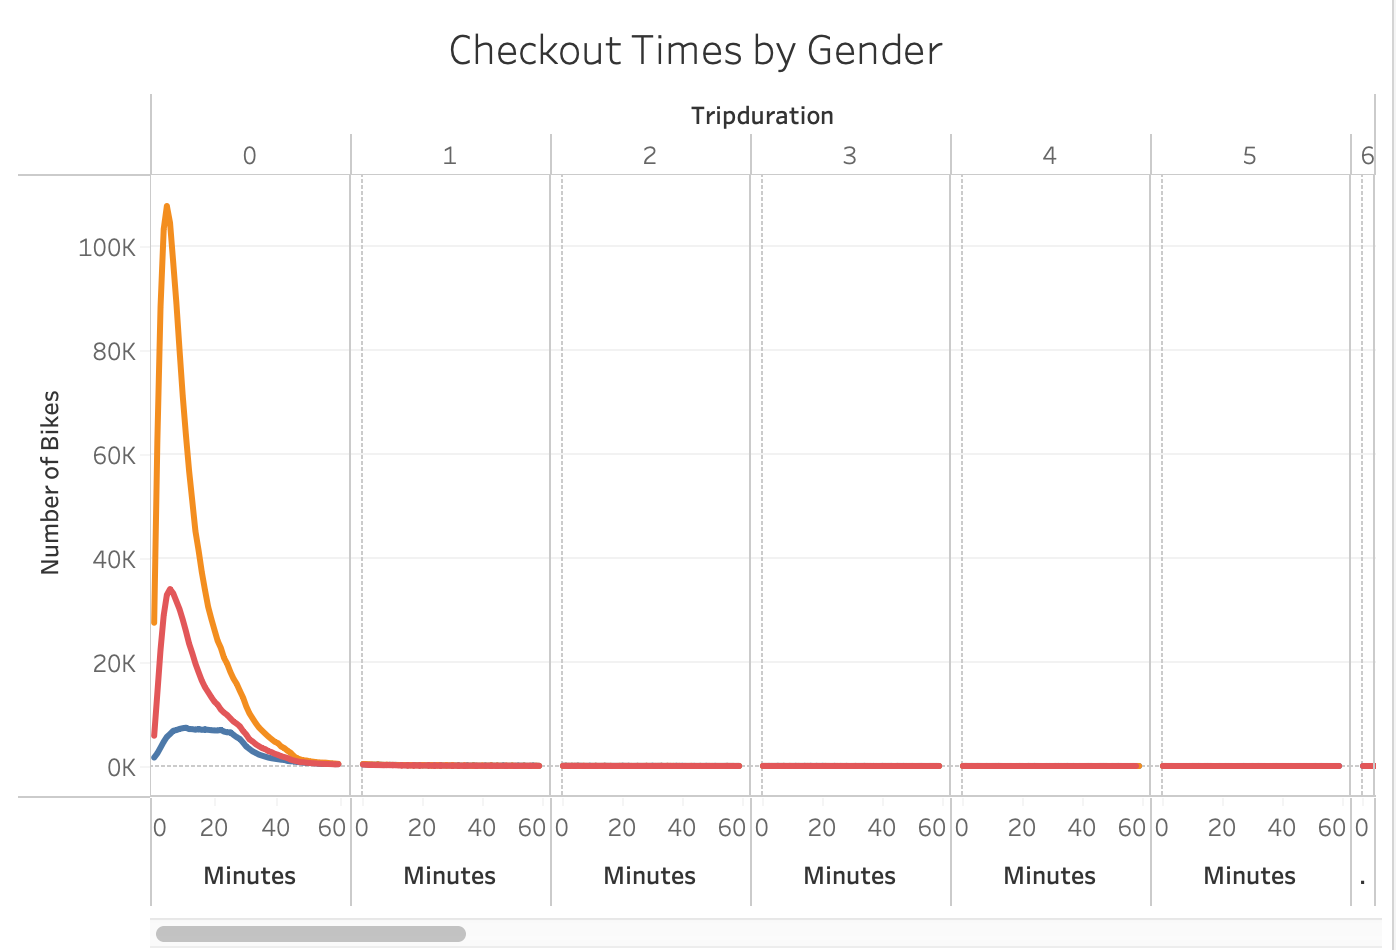 Checkout Times by Gender
Tripduration
0 1 2 3 4 5 6
100K
80K
60K
40K
20K
0K
Number of Bikes
0 20 40 60 0 20 40 60 0 20 40 60 0 20 40 60 0 20 40 60 0 20 40 60 0
Minutes Minutes Minutes Minutes Minutes Minutes .